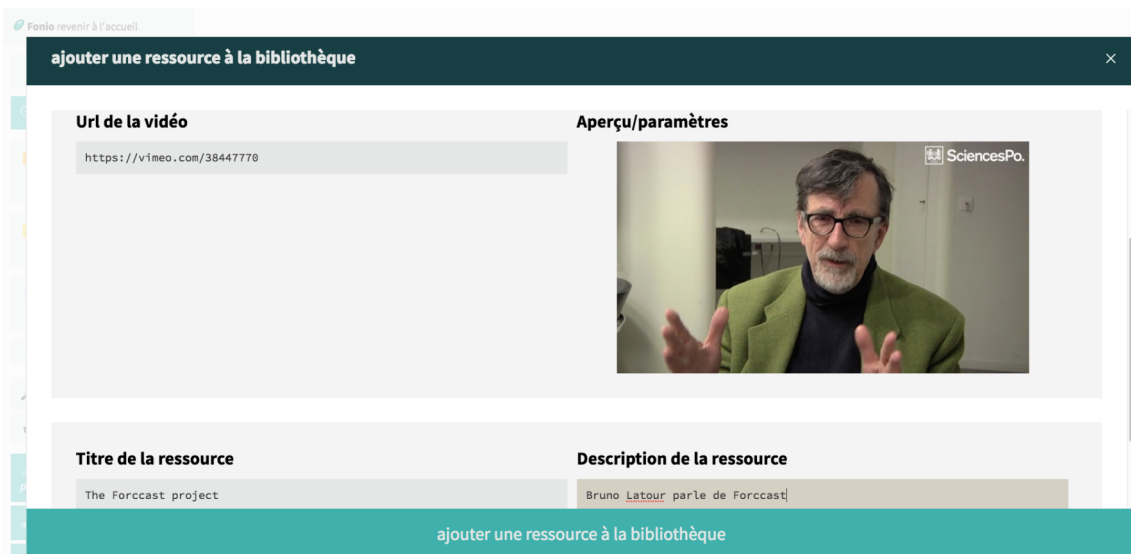 Fonio revenir à l'accueil
ajouter une ressource à la bibliothèque
Url de la vidéo
https://vimeo.com/38447770
Aperçu/paramètres
SciencesPo.
Titre de la ressource
The Forccast project
Description de la ressource
Bruno Latour parle de Forccast
ajouter une ressource à la bibliothèque